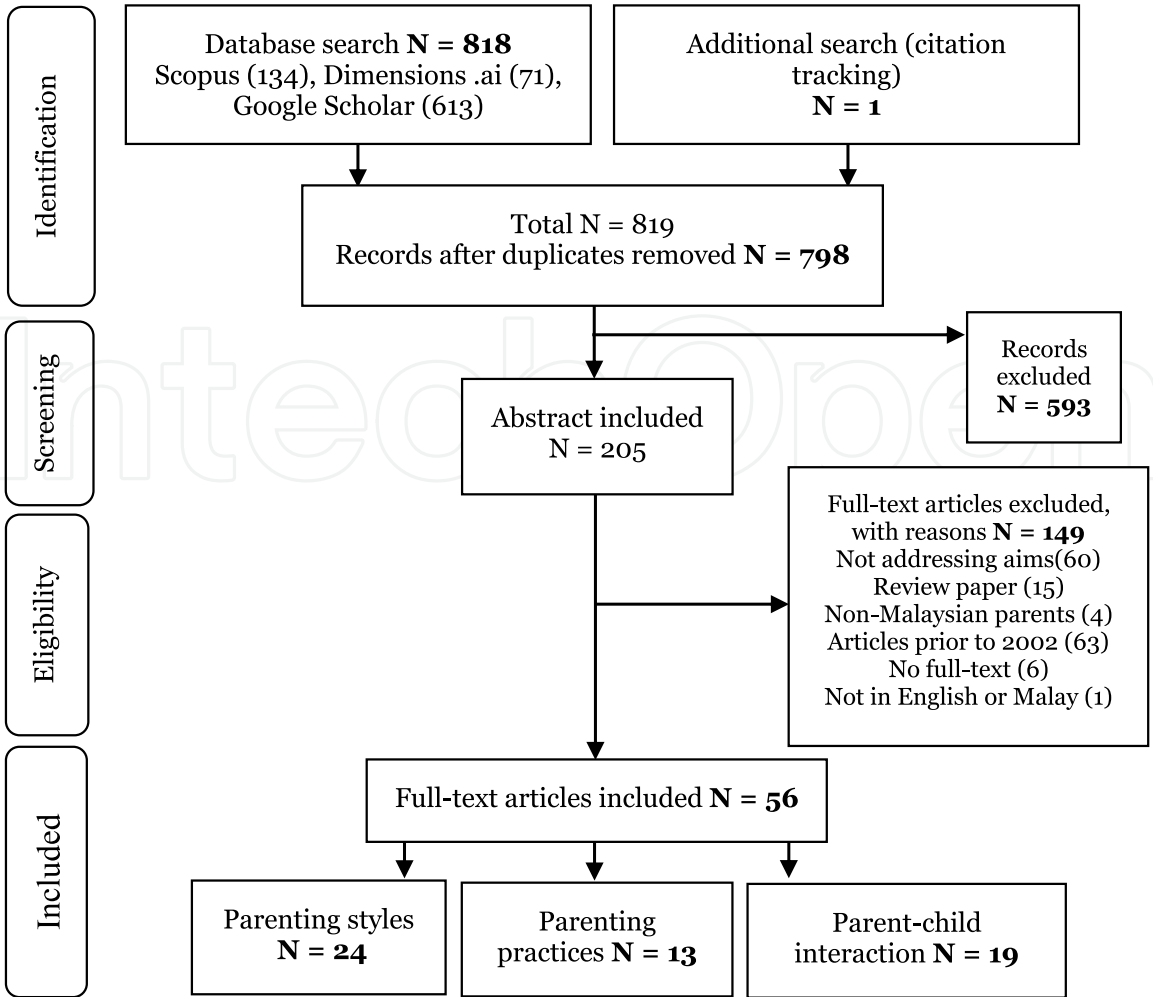 Identification
Database search N = 818
Scopus (134), Dimensions .ai (71),
Google Scholar (613)
Additional search (citation
tracking)
N = 1
Total N = 819
Records after duplicates removed N = 798
Screening
Records
excluded
N = 593
Abstract included
N = 205
Eligibility
Full-text articles excluded,
with reasons N = 149
Not addressing aims(60)
Review paper (15)
Non-Malaysian parents (4)
Articles prior to 2002 (63)
No full-text (6)
Not in English or Malay (1)
Included
Full-text articles included N = 56
Parenting styles
N = 24
Parenting
practices N = 13
Parent-child
interaction N = 19
IntechOpen